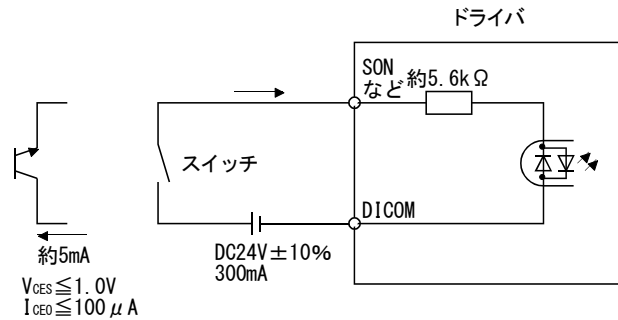 ドライバ
SON
など
約5.6kΩ
スイッチ
DICOM
約5mA
DC24V±10%
300mA
VCES≦1.0V
ICEO≦100μA